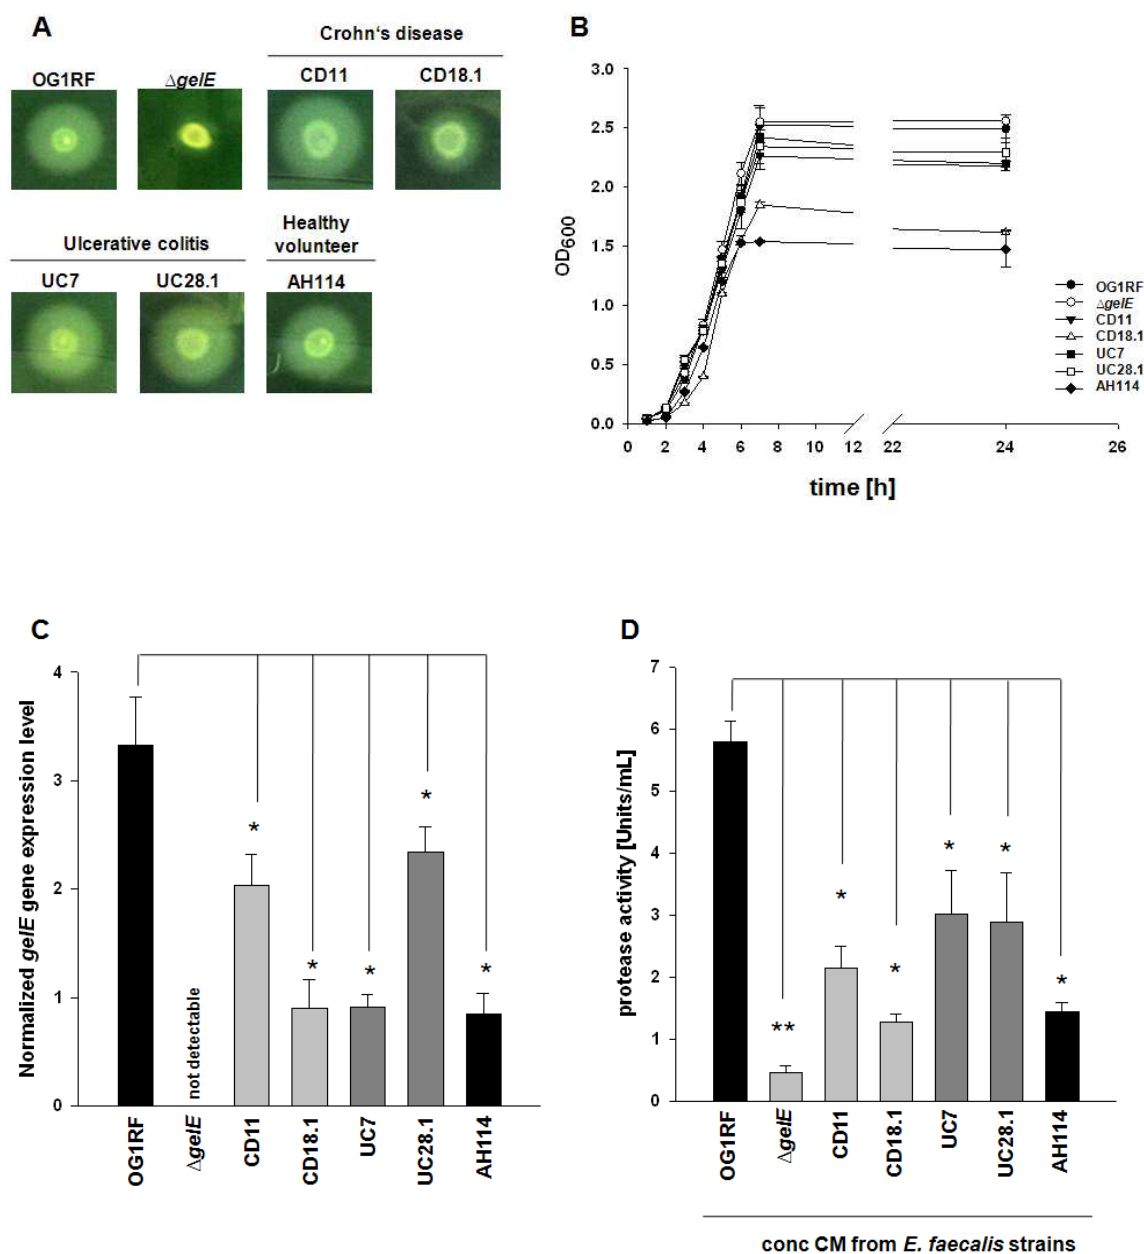 A
Crohn‘s disease
OG1RF
ΔgelE
CD11
CD18.1
Ulcerative colitis
Healthy
volunteer
UC7
UC28.1
AH114
B
3.0
2.5
2.0
1.5
1.0
0.5
0.0
OD600
0 2 4 6 8 10 12 22 24 26
time [h]
OG1RF
ΔgelE
CD11
CD18.1
UC7
UC28.1
AH114
C
Normalized gelE gene expression level
4
3
2
1
0
not detectable
* * * * *
OG1RF
ΔgelE
CD11
CD18.1
UC7
UC28.1
AH114
D
protease activity [Units/mL]
7
6
5
4
3
2
1
0
** * * * * *
OG1RF
ΔgelE
CD11
CD18.1
UC7
UC28.1
AH114
conc CM from E. faecalis strains